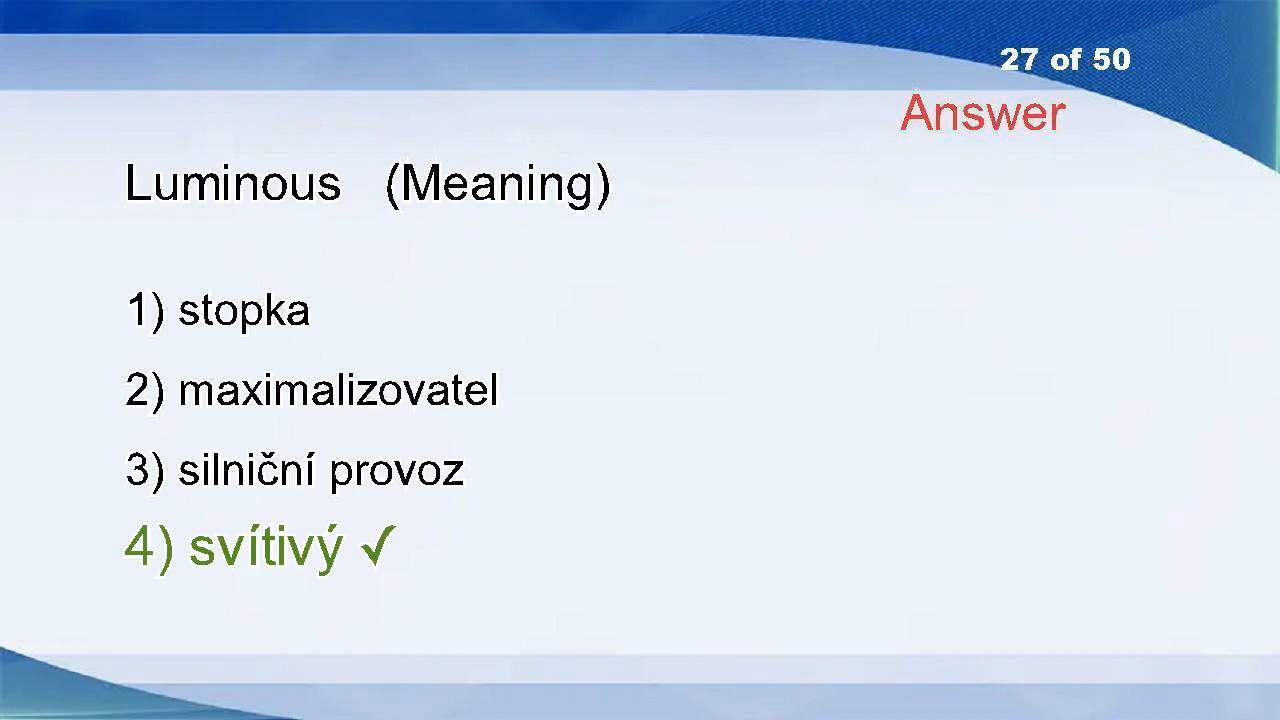 27 of 50
Answer
Luminous (Meaning)
1) stopka
2) maximalizovatel
3) silniční provoz
4) svítivý ✓